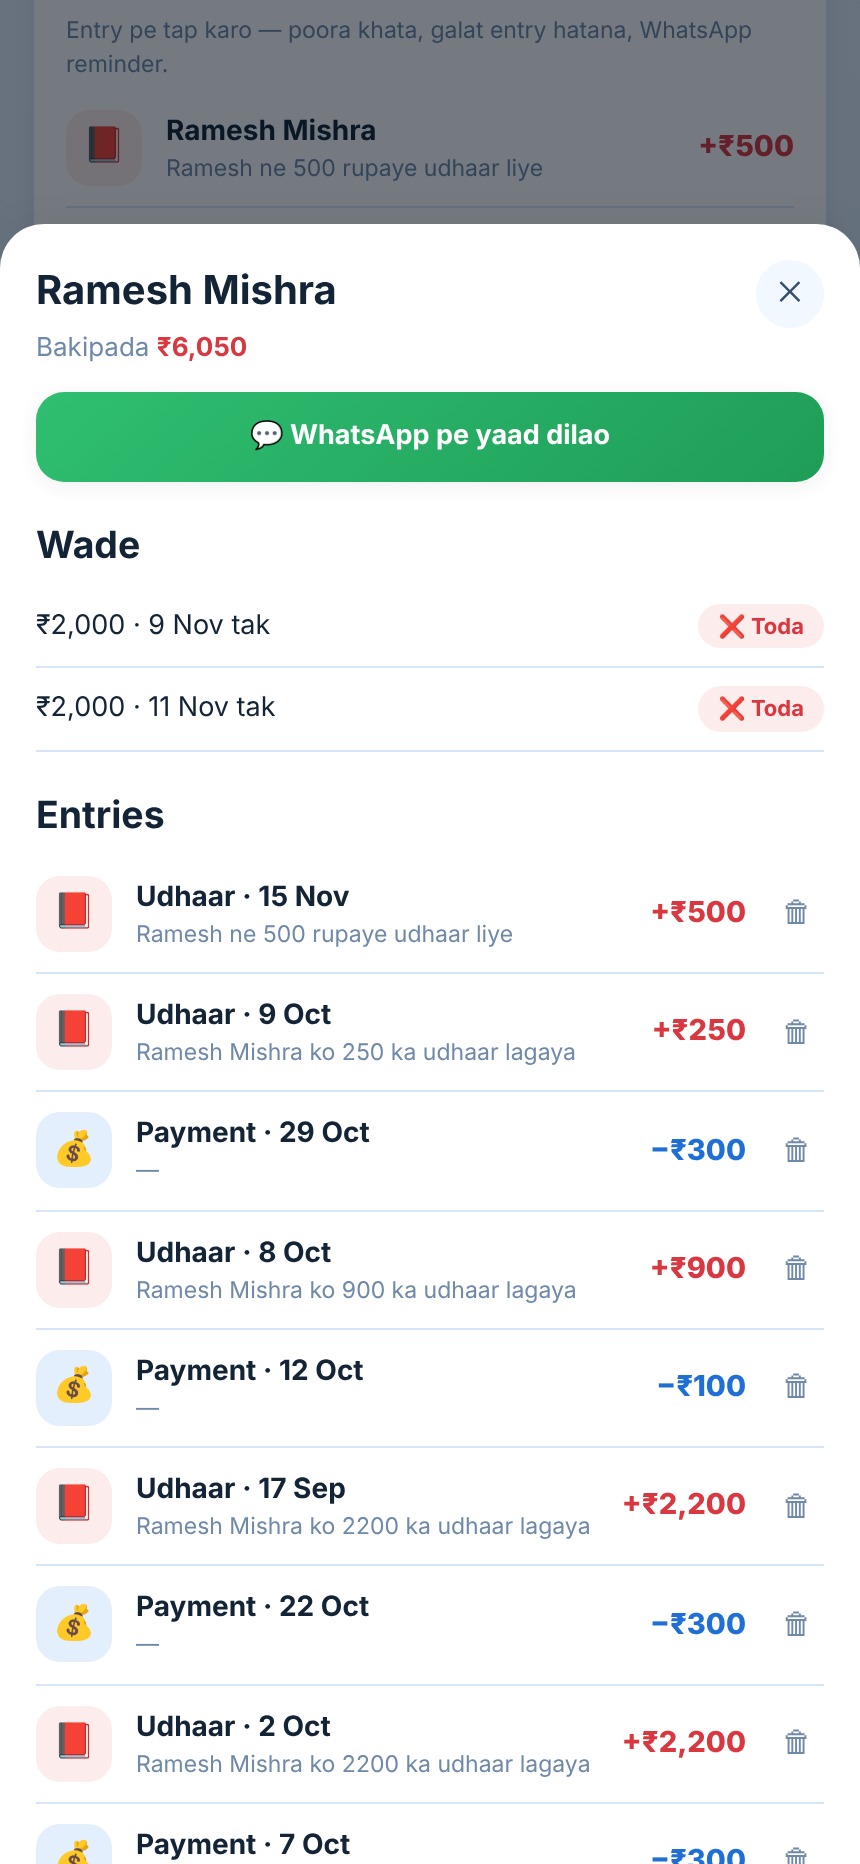 Entry pe tap karo — poora khata, galat entry hatana, WhatsApp
reminder.
Ramesh Mishra
+₹500
Ramesh ne 500 rupaye udhaar liye
Ramesh Mishra
Bakipada ₹6,050
💬 WhatsApp pe yaad dilao
Wade
₹2,000 · 9 Nov tak
❌ Toda
₹2,000 · 11 Nov tak
❌ Toda
Entries
Udhaar · 15 Nov
+₹500
Ramesh ne 500 rupaye udhaar liye
Udhaar · 9 Oct
+₹250
Ramesh Mishra ko 250 ka udhaar lagaya
Payment · 29 Oct
−₹300
—
Udhaar · 8 Oct
+₹900
Ramesh Mishra ko 900 ka udhaar lagaya
Payment · 12 Oct
−₹100
—
Udhaar · 17 Sep
+₹2,200
Ramesh Mishra ko 2200 ka udhaar lagaya
Payment · 22 Oct
−₹300
—
Udhaar · 2 Oct
+₹2,200
Ramesh Mishra ko 2200 ka udhaar lagaya
Payment · 7 Oct
−₹300